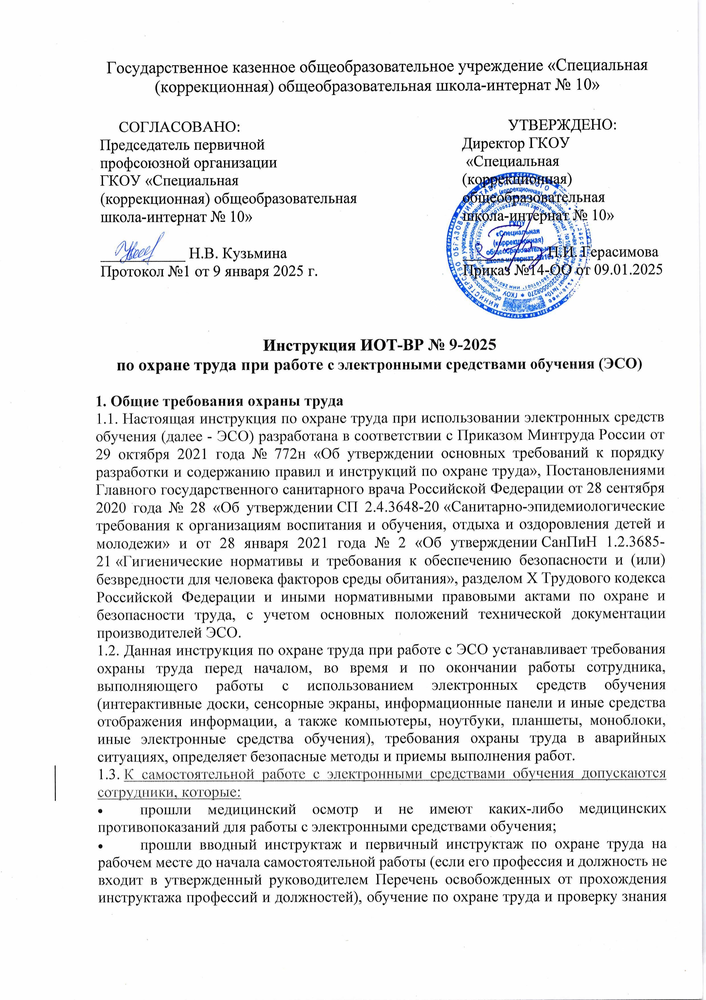 Государственное казенное общеобразовательное учреждение «Специальная
(коррекционная) общеобразовательная школа-интернат № 10»
СОГЛАСОВАНО:
Председатель первичной
профсоюзной организации
ГКОУ «Специальная
(коррекционная) общеобразовательная
школа-интернат № 10»
Н.В. Кузьмина
Протокол №1 от 9 января 2025 г.
УТВЕРЖДЕНО:
Директор ГКОУ
«Специальная
(коррекционная)
общеобразовательная
школа-интернат № 10»
Н.И. Герасимова
Приказ №14-ОО от 09.01.2025
ГКОУ
«Специальная
(коррекционная)
общеобразовательная
школа-интернат №10»
Инструкция ИОТ-ВР № 9-2025
по охране труда при работе с электронными средствами обучения (ЭСО)
1. Общие требования охраны труда
1.1. Настоящая инструкция по охране труда при использовании электронных средств
обучения (далее - ЭСО) разработана в соответствии с Приказом Минтруда России от
29 октября 2021 года № 772н «Об утверждении основных требований к порядку
разработки и содержанию правил и инструкций по охране труда», Постановлениями
Главного государственного санитарного врача Российской Федерации от 28 сентября
2020 года № 28 «Об утверждении СП 2.4.3648-20 «Санитарно-эпидемиологические
требования к организациям воспитания и обучения, отдыха и оздоровления детей и
молодежи» и от 28 января 2021 года № 2 «Об утверждении СанПиН 1.2.3685-
21 «Гигиенические нормативы и требования к обеспечению безопасности и (или)
безвредности для человека факторов среды обитания», разделом X Трудового кодекса
Российской Федерации и иными нормативными правовыми актами по охране и
безопасности труда, с учетом основных положений технической документации
производителей ЭСО.
1.2. Данная инструкция по охране труда при работе с ЭСО устанавливает требования
охраны труда перед началом, во время и по окончании работы сотрудника,
выполняющего работы с использованием электронных средств обучения
(интерактивные доски, сенсорные экраны, информационные панели и иные средства
отображения информации, а также компьютеры, ноутбуки, планшеты, моноблоки,
иные электронные средства обучения), требования охраны труда в аварийных
ситуациях, определяет безопасные методы и приемы выполнения работ.
1.3. К самостоятельной работе с электронными средствами обучения допускаются
сотрудники, которые:
• прошли медицинский осмотр и не имеют каких-либо медицинских
противопоказаний для работы с электронными средствами обучения;
• прошли вводный инструктаж и первичный инструктаж по охране труда на
рабочем месте до начала самостоятельной работы (если его профессия и должность не
входит в утвержденный руководителем Перечень освобожденных от прохождения
инструктажа профессий и должностей), обучение по охране труда и проверку знания